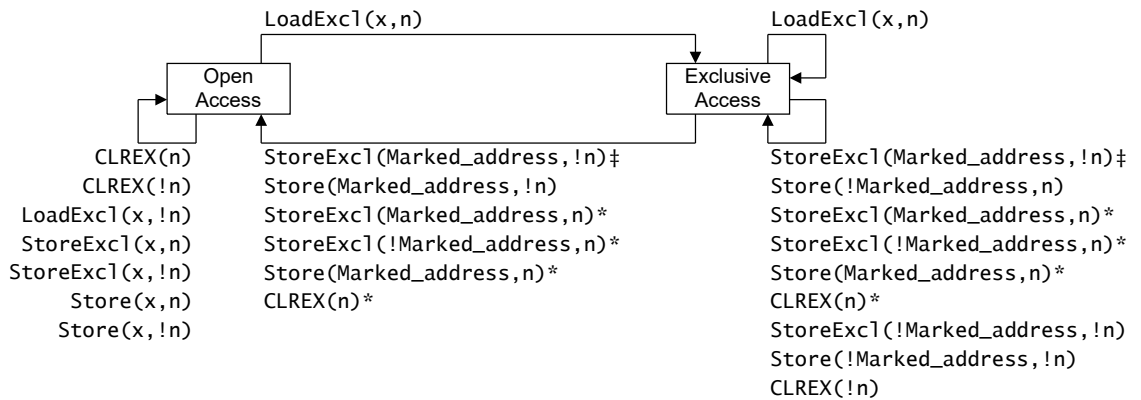 LoadExcl(x,n)
LoadExcl(x,n)
Open
Access
Exclusive
Access
CLREX(n)
CLREX(!n)
LoadExcl(x,!n)
StoreExcl(x,n)
StoreExcl(x,!n)
Store(x,n)
Store(x,!n)
StoreExcl(Marked_address,!n)‡
Store(Marked_address,!n)
StoreExcl(Marked_address,n)*
StoreExcl(!Marked_address,n)*
Store(Marked_address,n)*
CLREX(n)*
StoreExcl(Marked_address,!n)‡
Store(!Marked_address,n)
StoreExcl(Marked_address,n)*
StoreExcl(!Marked_address,n)*
Store(Marked_address,n)*
CLREX(n)*
StoreExcl(!Marked_address,!n)
Store(!Marked_address,!n)
CLREX(!n)